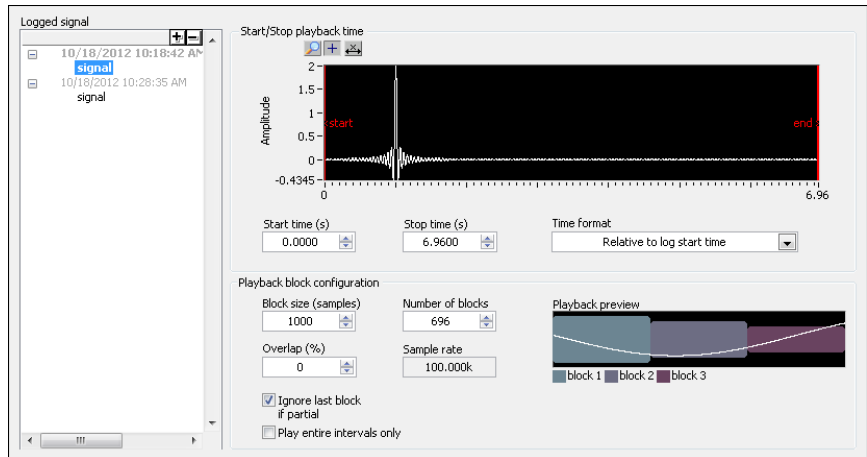 Logged signal
10/18/2012 10:18:42 AM
signal
10/18/2012 10:28:35 AM
signal
Start/Stop playback time
Amplitude
2
1.5
1
0.5
0
-0.4345
start
end
0
6.96
Start time (s)
0.0000
Stop time (s)
6.9600
Time format
Relative to log start time
Playback block configuration
Block size (samples)
1000
Number of blocks
696
Overlap (%)
0
Sample rate
100.000k
Ignore last block
if partial
Play entire intervals only
Playback preview
block 1 block 2 block 3